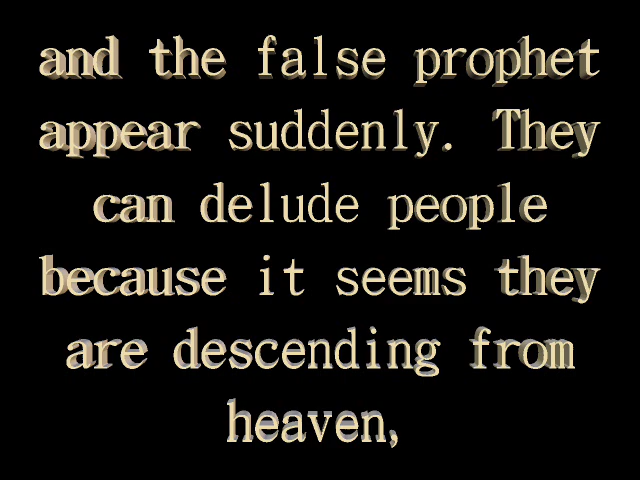 and the false prophet
appear suddenly. They
can delude people
because it seems they
are descending from
heaven,